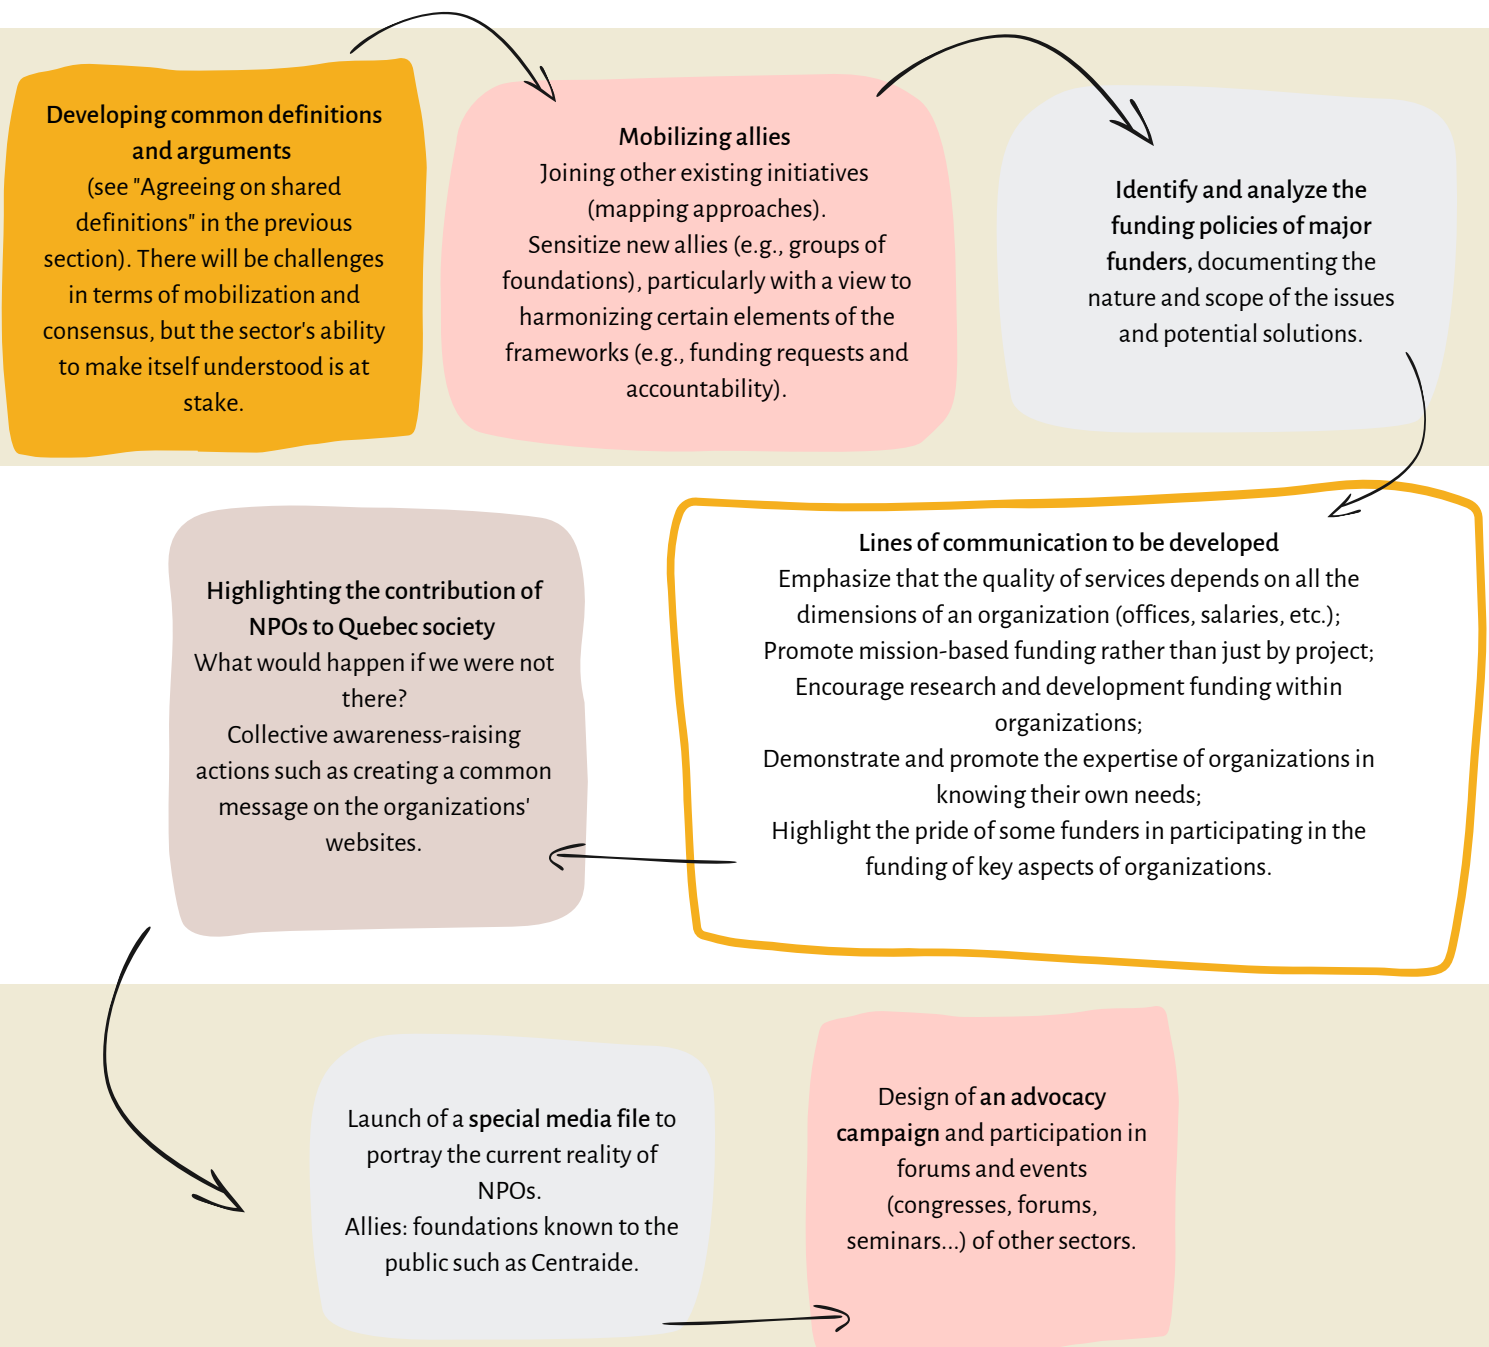 Developing common definitions
and arguments
(see "Agreeing on shared
definitions" in the previous
section). There will be challenges
in terms of mobilization and
consensus, but the sector's ability
to make itself understood is at
stake.
Mobilizing allies
Joining other existing initiatives
(mapping approaches).
Sensitize new allies (e.g., groups of
foundations), particularly with a view to
harmonizing certain elements of the
frameworks (e.g., funding requests and
accountability).
Identify and analyze the
funding policies of major
funders, documenting the
nature and scope of the issues
and potential solutions.
Lines of communication to be developed
Emphasize that the quality of services depends on all the
dimensions of an organization (offices, salaries, etc.);
Promote mission-based funding rather than just by project;
Encourage research and development funding within
organizations;
Demonstrate and promote the expertise of organizations in
knowing their own needs;
Highlight the pride of some funders in participating in the
funding of key aspects of organizations.
Highlighting the contribution of
NPOs to Quebec society
What would happen if we were not
there?
Collective awareness-raising
actions such as creating a common
message on the organizations'
websites.
Launch of a special media file to
portray the current reality of
NPOs.
Allies: foundations known to the
public such as Centraide.
Design of an advocacy
campaign and participation in
forums and events
(congresses, forums,
seminars...) of other sectors.